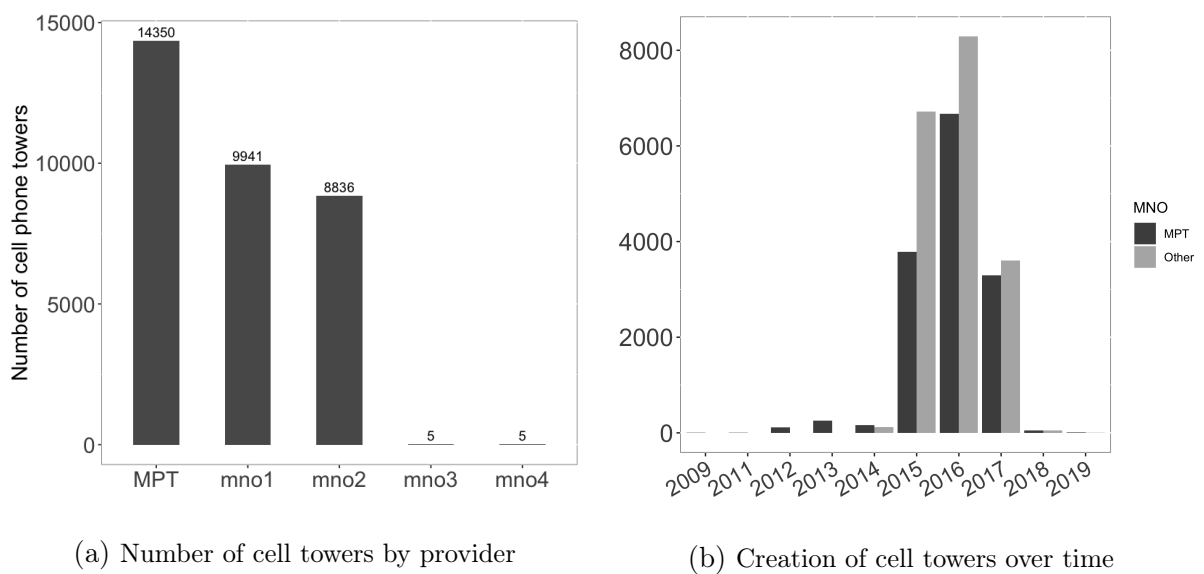 Number of cell phone towers
15000
10000
5000
0
14350
9941
8836
5
5
MPT mno1 mno2 mno3 mno4
(a) Number of cell towers by provider
8000
6000
4000
2000
0
2009 2011 2012 2013 2014 2015 2016 2017 2018 2019
MNO
MPT
Other
(b) Creation of cell towers over time